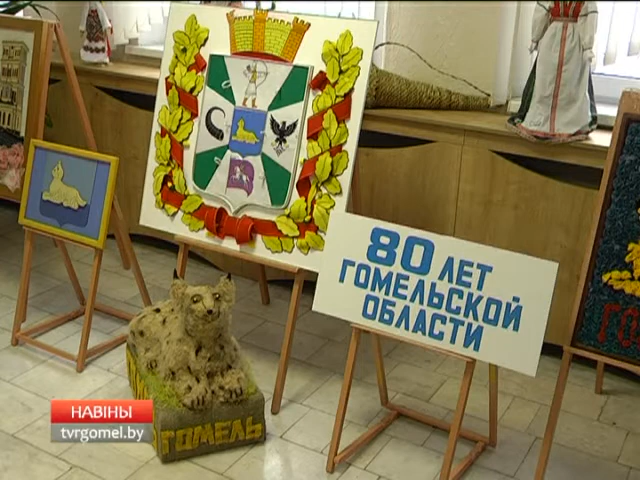 80 ЛЕТ
ГОМЕЛЬСКОЙ
ОБЛАСТИ
ГОМЕЛЬ
НАВІНЫ
tvrgomel.by